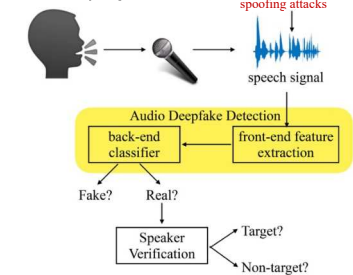 spoofing attacks
speech signal
Audio Deepfake Detection
back-end
classifier
front-end feature
extraction
Fake?
Real?
Speaker
Verification
Target?
Non-target?